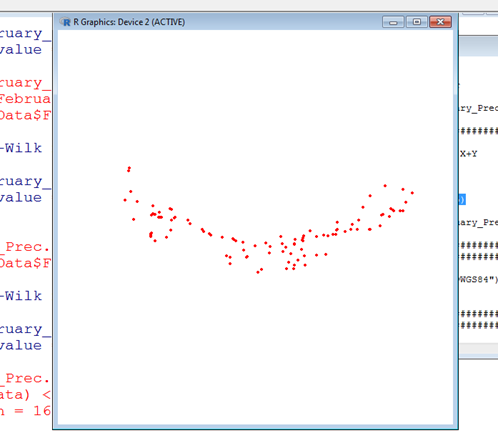 R Graphics: Device 2 (ACTIVE)
ruary_
value
ruary_
Februa
Data$F
-Wilk
ruary_
value
_Prec.
Data$F
-Wilk
ruary_
value
_Prec.
ata) <
n = 16
ary_Prec
#######
X+Y
)
uary_Pre
#######
#######
WGS84")
#######
#######